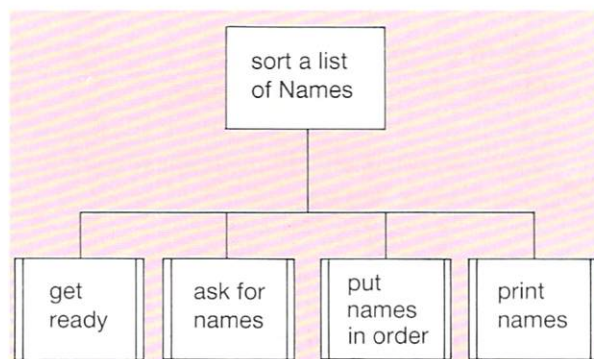 sort a list
of Names
get
ready
ask for
names
put
names
in order
print
names